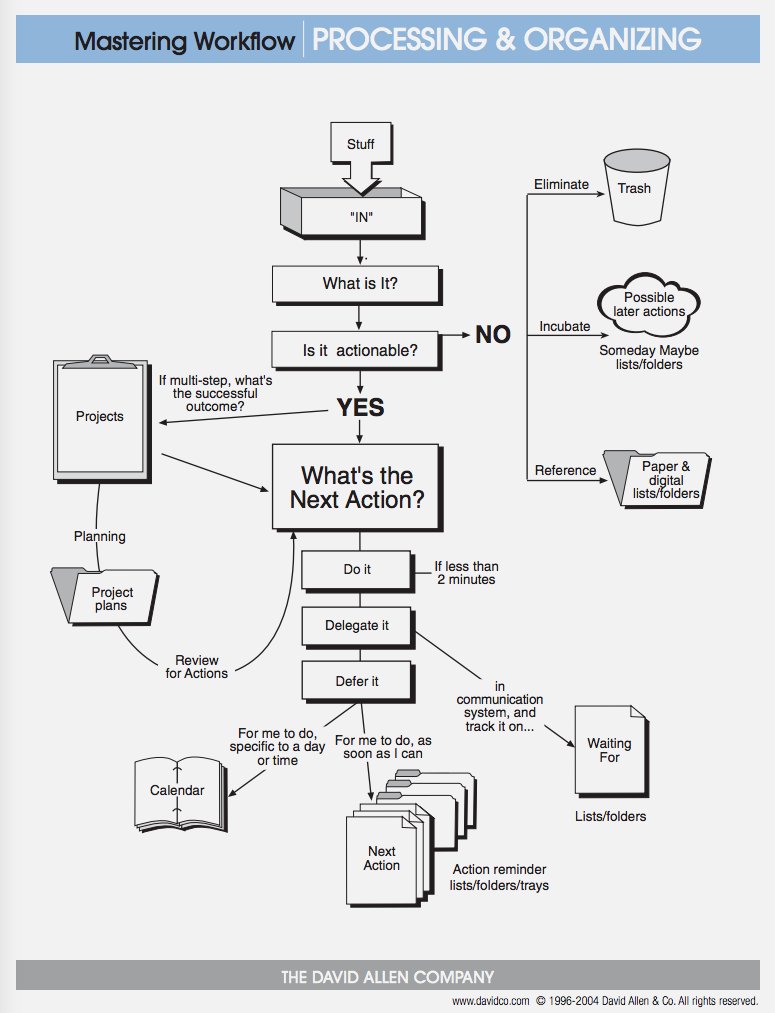 Mastering Workflow PROCESSING & ORGANIZING
Stuff
"IN"
What is It?
Is it actionable?
NO
Eliminate
Trash
Incubate
Possible
later actions
Someday Maybe
lists/folders
Reference
Paper &
digital
lists/folders
YES
If multi-step, what's
the successful
outcome?
Projects
What's the
Next Action?
Planning
Project
plans
Review
for Actions
Do it
If less than
2 minutes
Delegate it
Defer it
in
communication
system, and
track it on...
Waiting
For
Lists/folders
For me to do,
specific to a day
or time
Calendar
For me to do, as
soon as I can
Next
Action
Action reminder
lists/folders/trays
THE DAVID ALLEN COMPANY
www.davidco.com © 1996-2004 David Allen & Co. All rights reserved.